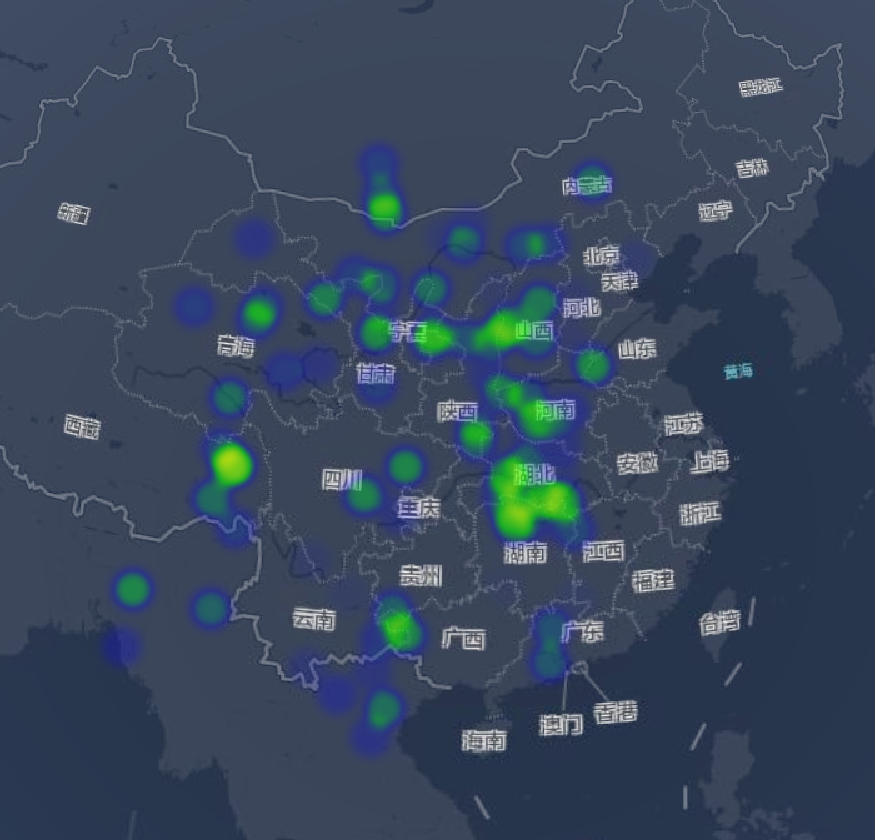 黑龙江
吉林
内蒙古
辽宁
新疆
北京
天津
河北
宁夏
山西
青海
山东
甘肃
黄海
西藏
陕西
河南
江苏
四川
湖北
安徽
上海
重庆
浙江
湖南
江西
贵州
福建
云南
广西
广东
台湾
海南
澳门
香港